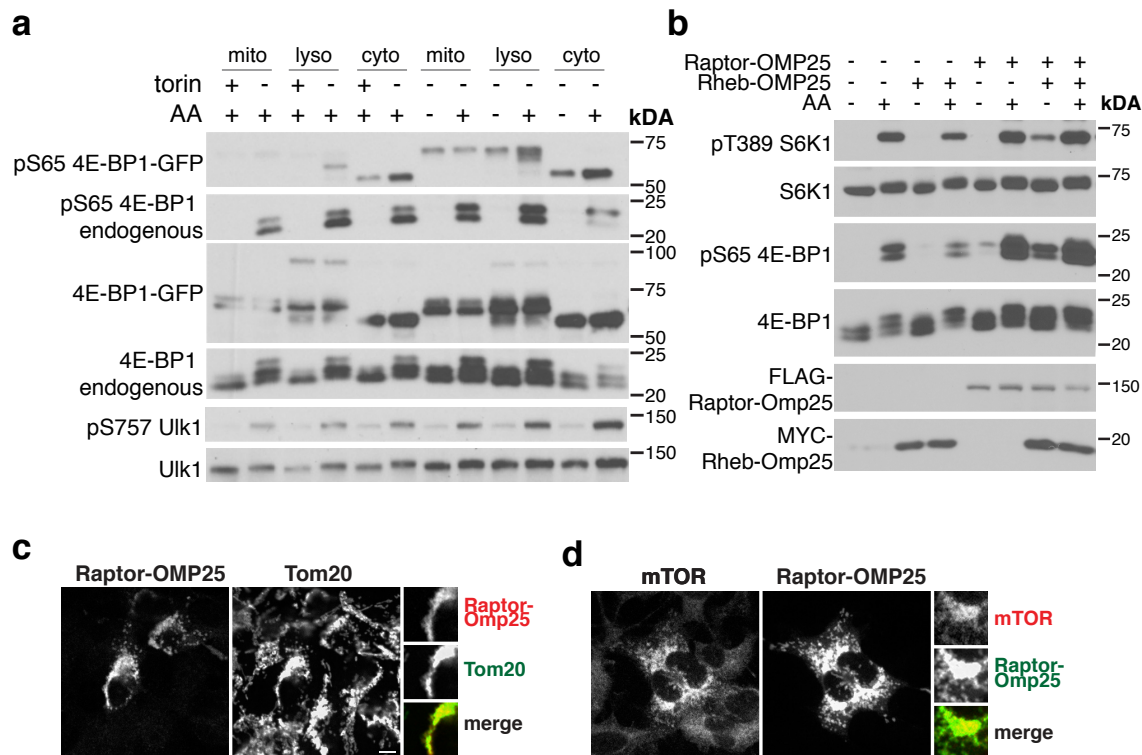 a
mito lyso cyto mito lyso cyto
torin + - + - + - - - - - - -
AA + + + + + + - + - + - + kDA
pS65 4E-BP1-GFP
75
50
pS65 4E-BP1
endogenous
25
20
4E-BP1-GFP
100
75
50
4E-BP1
endogenous
25
20
pS757 Ulk1
150
Ulk1
150
b
Raptor-OMP25 - - - - + + + +
Rheb-OMP25 - - + + - - + +
AA - + - + - + - + kDA
pT389 S6K1
75
S6K1
75
pS65 4E-BP1
25
20
4E-BP1
25
20
FLAG-
Raptor-Omp25
150
MYC-
Rheb-Omp25
20
c
Raptor-OMP25 Tom20
Raptor-
Omp25
Tom20
merge
d
mTOR Raptor-OMP25
mTOR
Raptor-
Omp25
merge